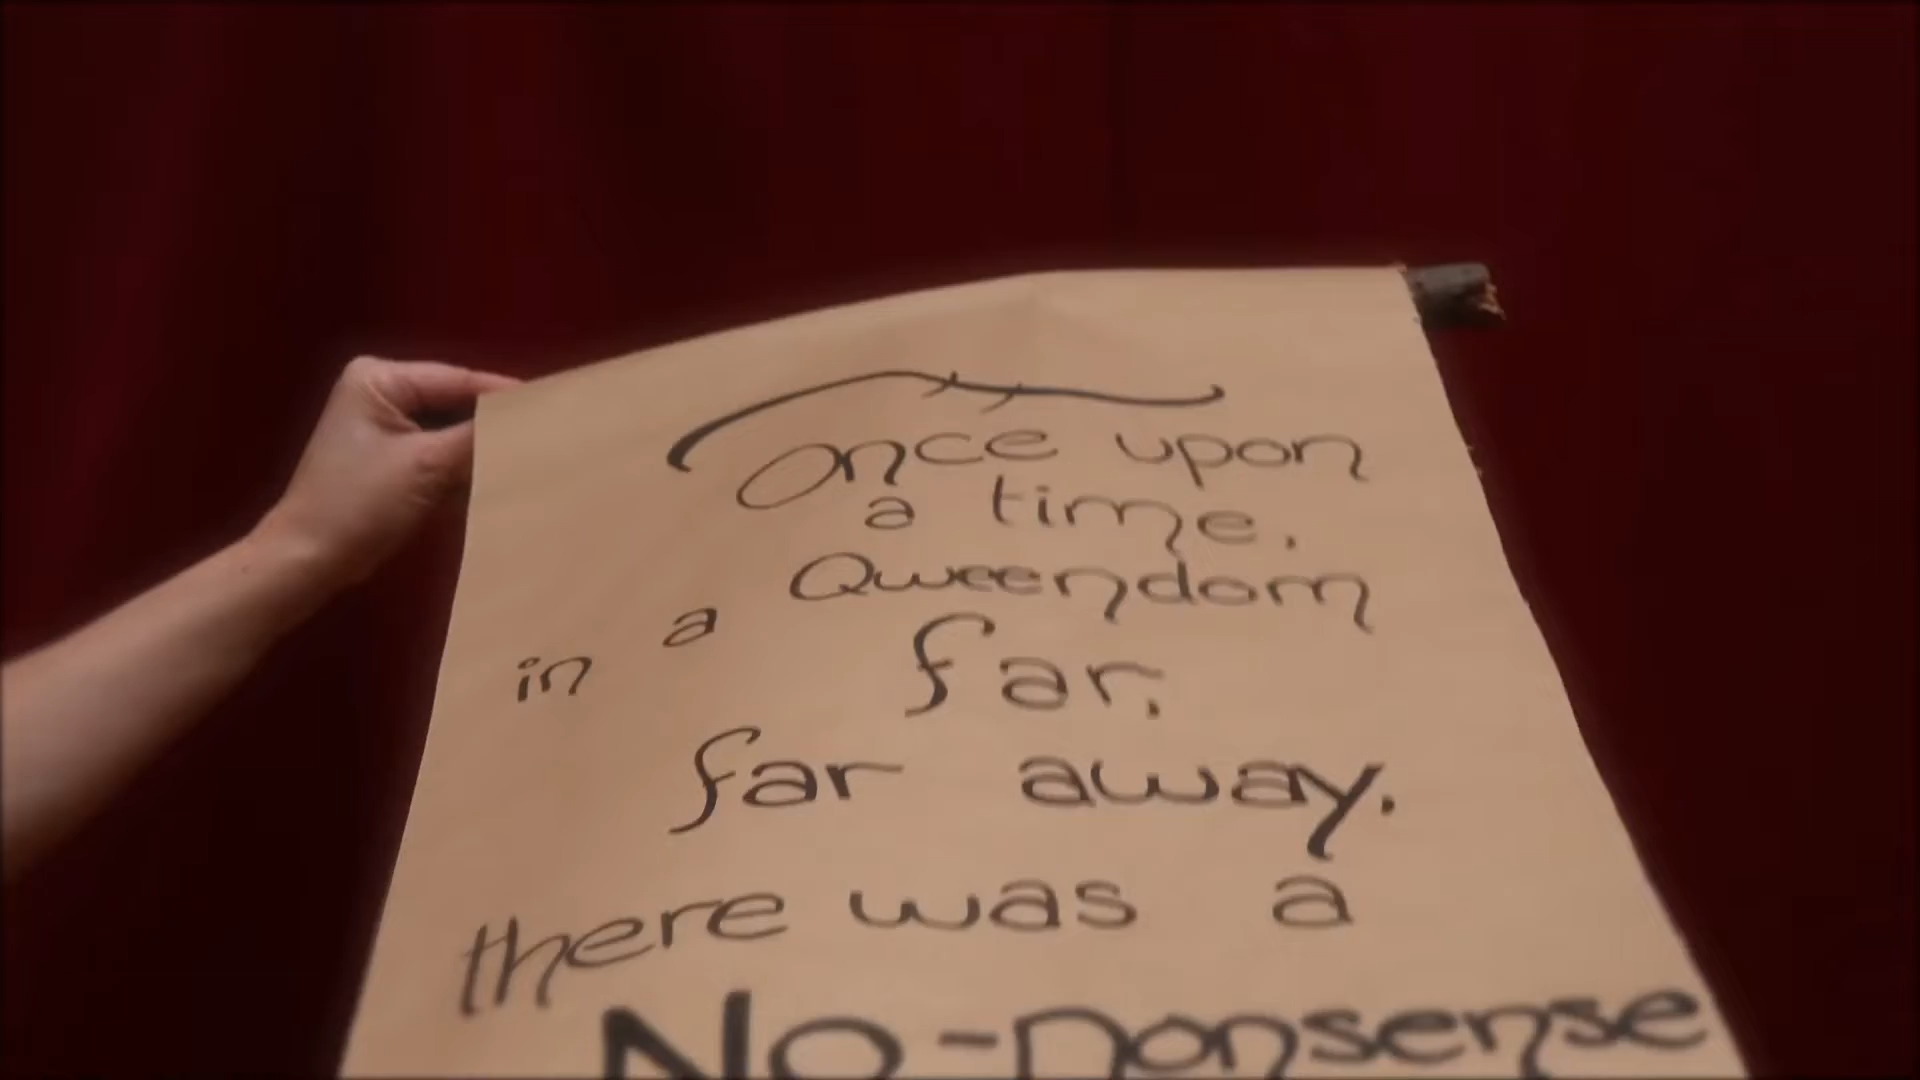 Once upon
a time,
in a Qweendom
far,
far away,
there was a
No-nonsense